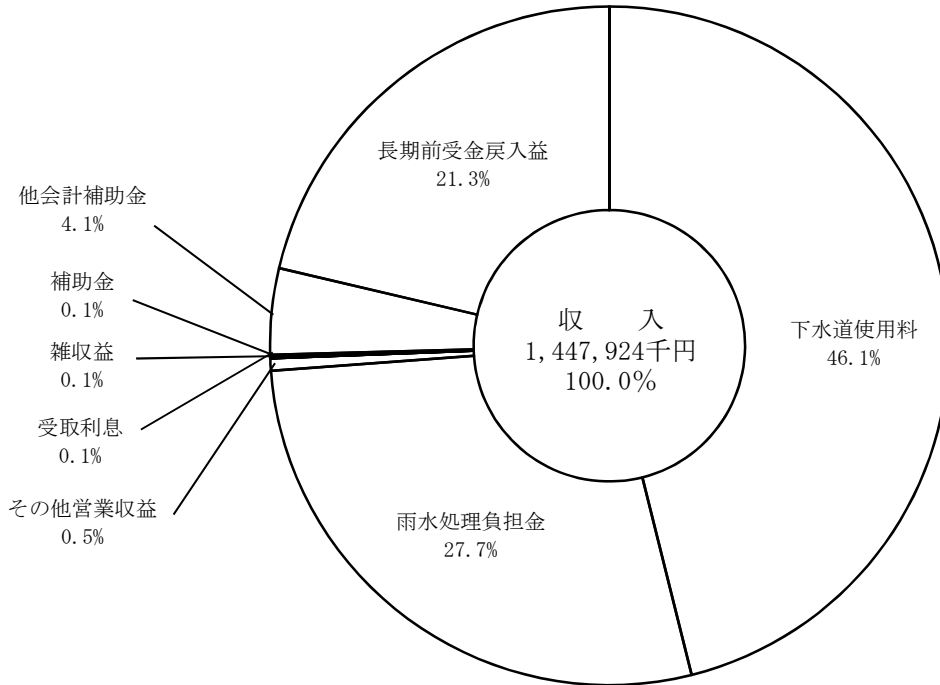 長期前受金戻入益
21.3%
他会計補助金
4.1%
補助金
0.1%
雑収益
0.1%
受取利息
0.1%
その他営業収益
0.5%
収 入
1,447,924千円
100.0%
下水道使用料
46.1%
雨水処理負担金
27.7%